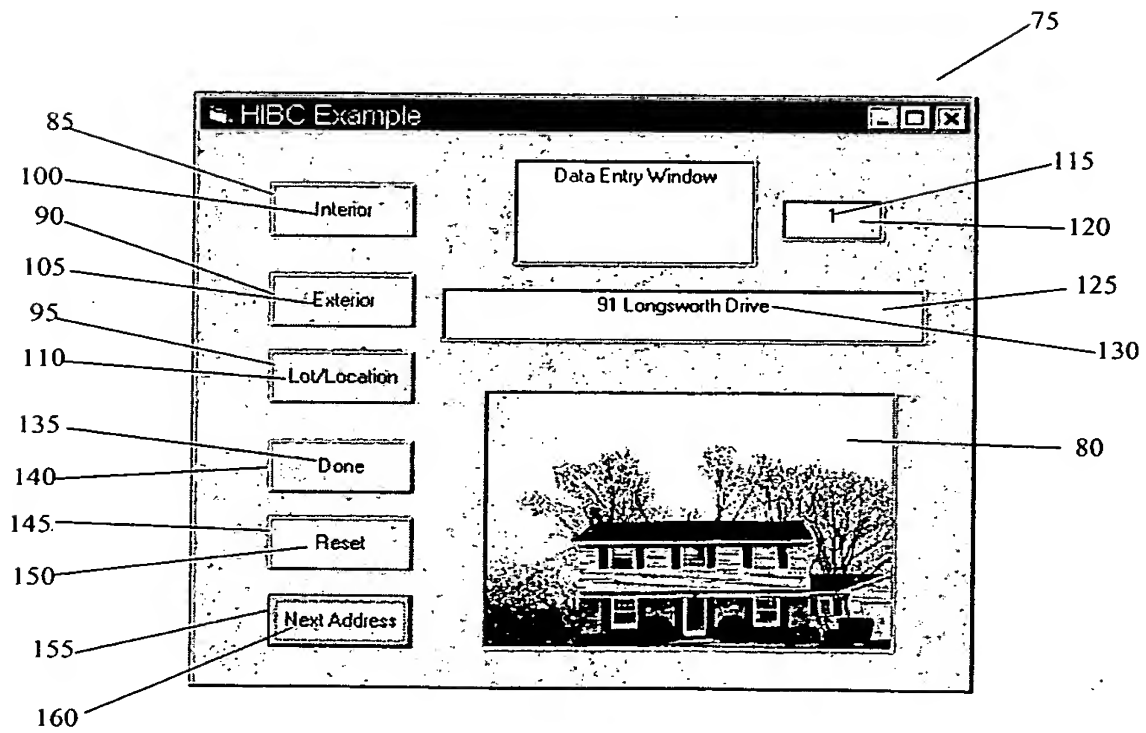 75
HIBC Example
85
100
Interior
90
105
Exterior
95
110
Lot/Location
135
Done
140
145
Reset
150
Next Address
155
160
Data Entry Window
1
115
120
91 Longsworth Drive
125
130
80